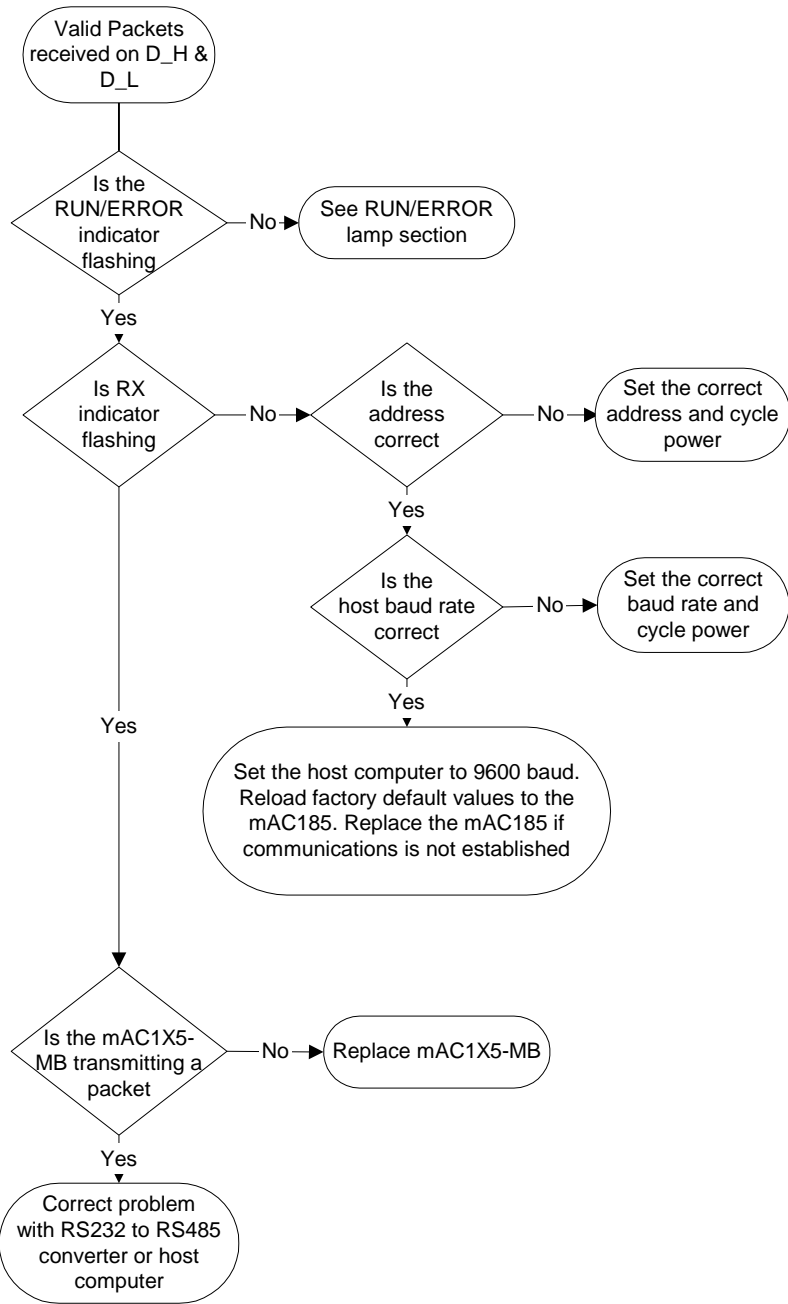 Valid Packets
received on D_H &
D_L
Is the
RUN/ERROR
indicator
flashing
No
See RUN/ERROR
lamp section
Yes
Is RX
indicator
flashing
No
Is the
address
correct
No
Set the correct
address and cycle
power
Yes
Is the
host baud rate
correct
No
Set the correct
baud rate and
cycle power
Yes
Set the host computer to 9600 baud.
Reload factory default values to the
mAC185. Replace the mAC185 if
communications is not established
Yes
Is the mAC1X5-
MB transmitting a
packet
No
Replace mAC1X5-MB
Yes
Correct problem
with RS232 to RS485
converter or host
computer